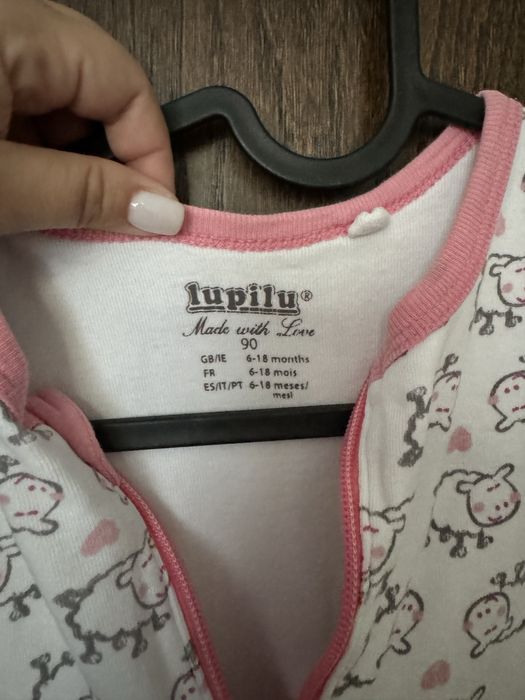 lupilu®
Made with Love
90
GB/IE 6-18 months
FR 6-18 mois
ES/IT/PT 6-18 meses/
mesi